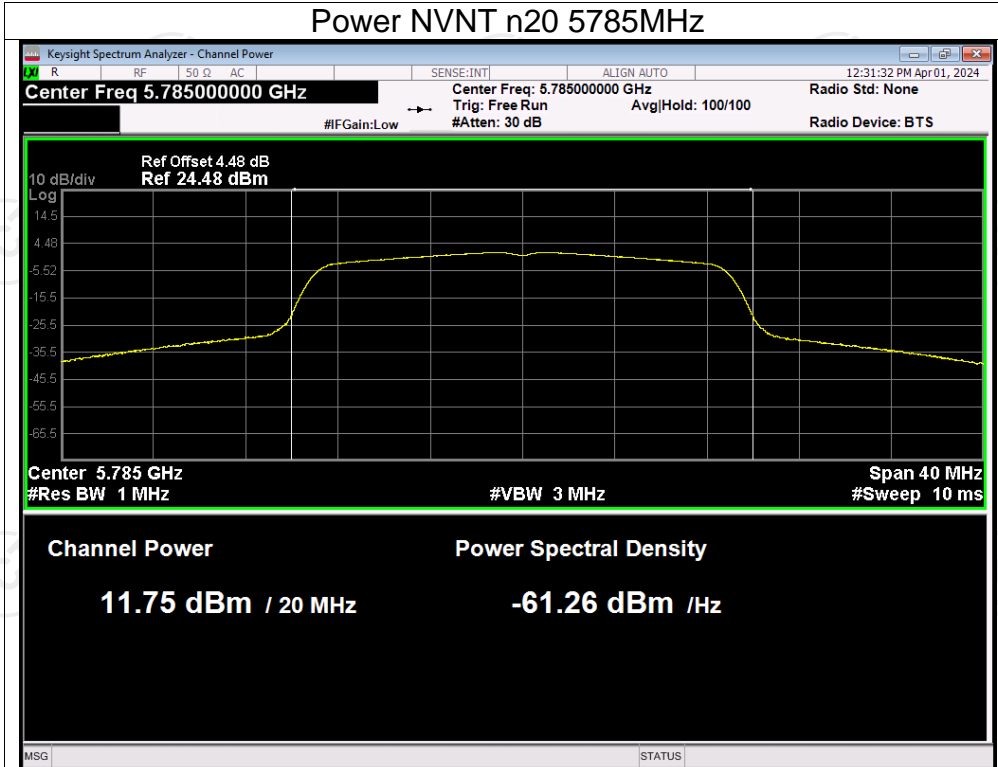 Power NVNT n20 5785MHz
Keysight Spectrum Analyzer - Channel Power
LXI R RF 50 Ω AC SENSE:INT ALIGN AUTO 12:31:32 PM Apr 01, 2024
Center Freq 5.785000000 GHz Center Freq: 5.785000000 GHz Radio Std: None
Trig: Free Run Avg|Hold: 100/100
#IFGain:Low #Atten: 30 dB Radio Device: BTS
Ref Offset 4.48 dB
10 dB/div Ref 24.48 dBm
Log
14.5
4.48
-5.52
-15.5
-25.5
-35.5
-45.5
-55.5
-65.5
Center 5.785 GHz Span 40 MHz
#Res BW 1 MHz #VBW 3 MHz #Sweep 10 ms
Channel Power Power Spectral Density
11.75 dBm / 20 MHz -61.26 dBm /Hz
MSG STATUS